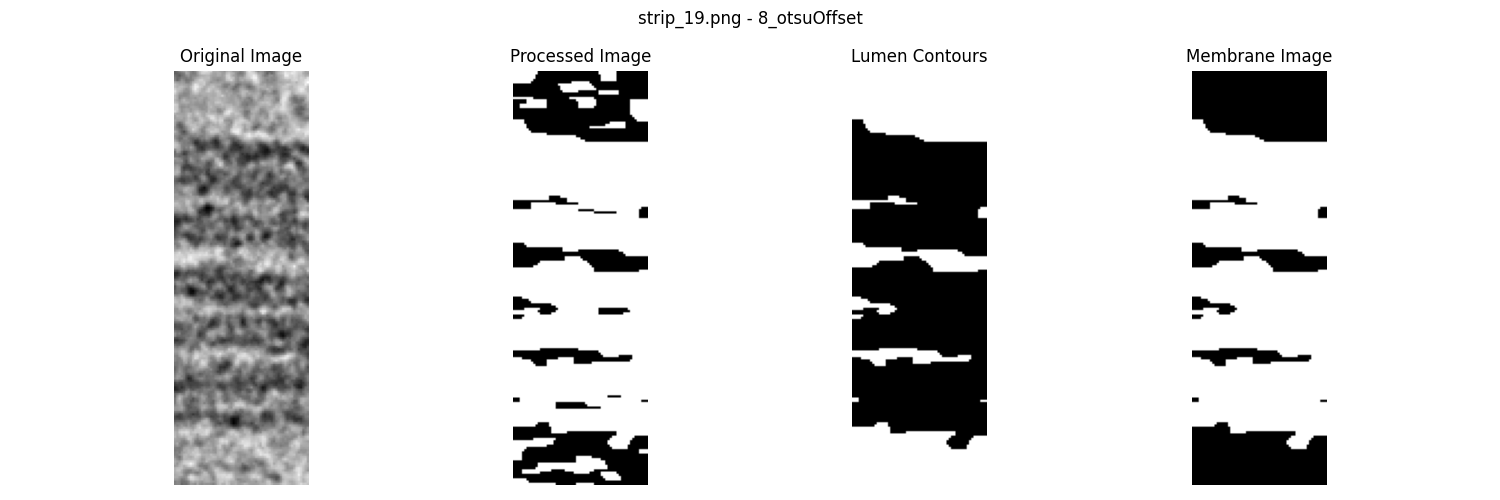 strip_19.png - 8_otsuOffset
Original Image
Processed Image
Lumen Contours
Membrane Image